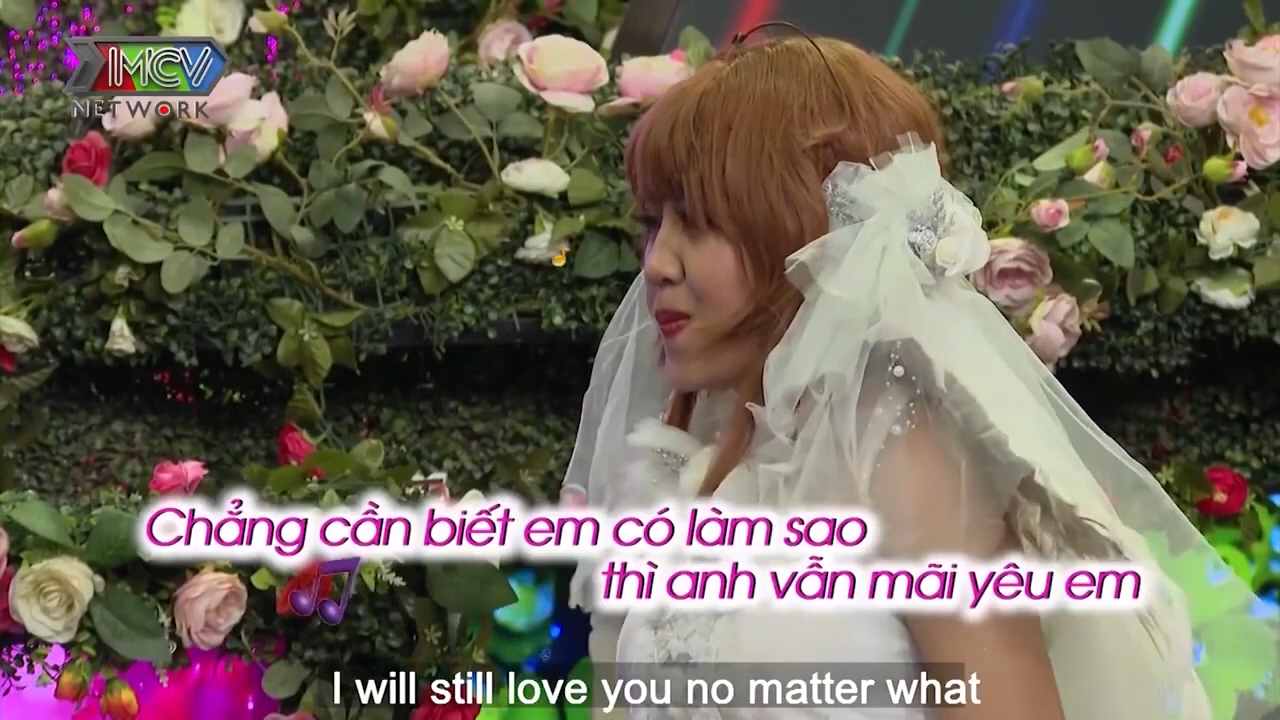 MCV
NETWORK
Chẳng cần biết em có làm sao
thì anh vẫn mãi yêu em
I will still love you no matter what